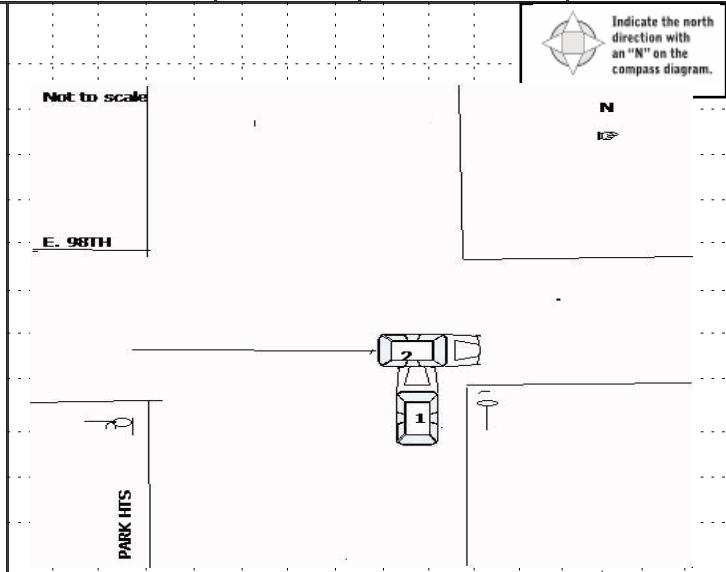 Indicate the north
direction with
an “N” on the
compass diagram.
Not to scale
N
E. 98TH
2
1
PARK HTS